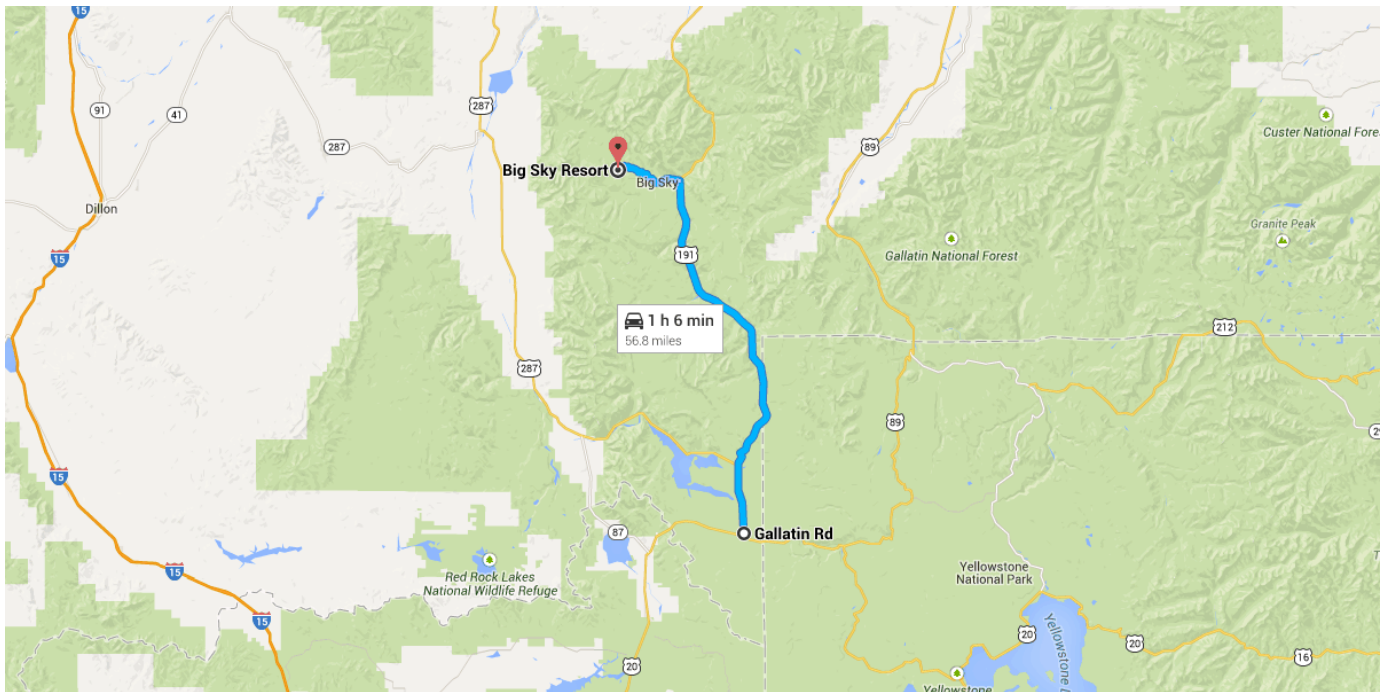 15
91
41
287
287
89
Custer National Fores
Big Sky Resort
Big Sky
Dillon
Granite Peak
15
191
Gallatin National Forest
1 h 6 min
56.8 miles
212
287
89
15
87
Gallatin Rd
Red Rock Lakes
National Wildlife Refuge
15
Yellowstone
National Park
15
20
20
20
16
Yellowstone
Yellowstone